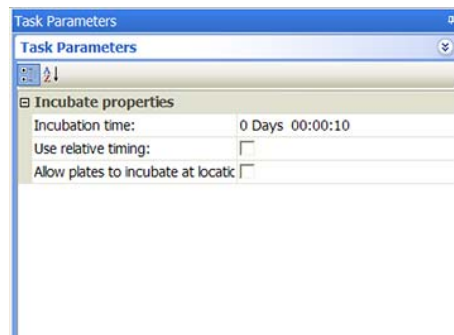 Task Parameters
Task Parameters
Incubate properties
Incubation time: 0 Days 00:00:10
Use relative timing:
Allow plates to incubate at locatic